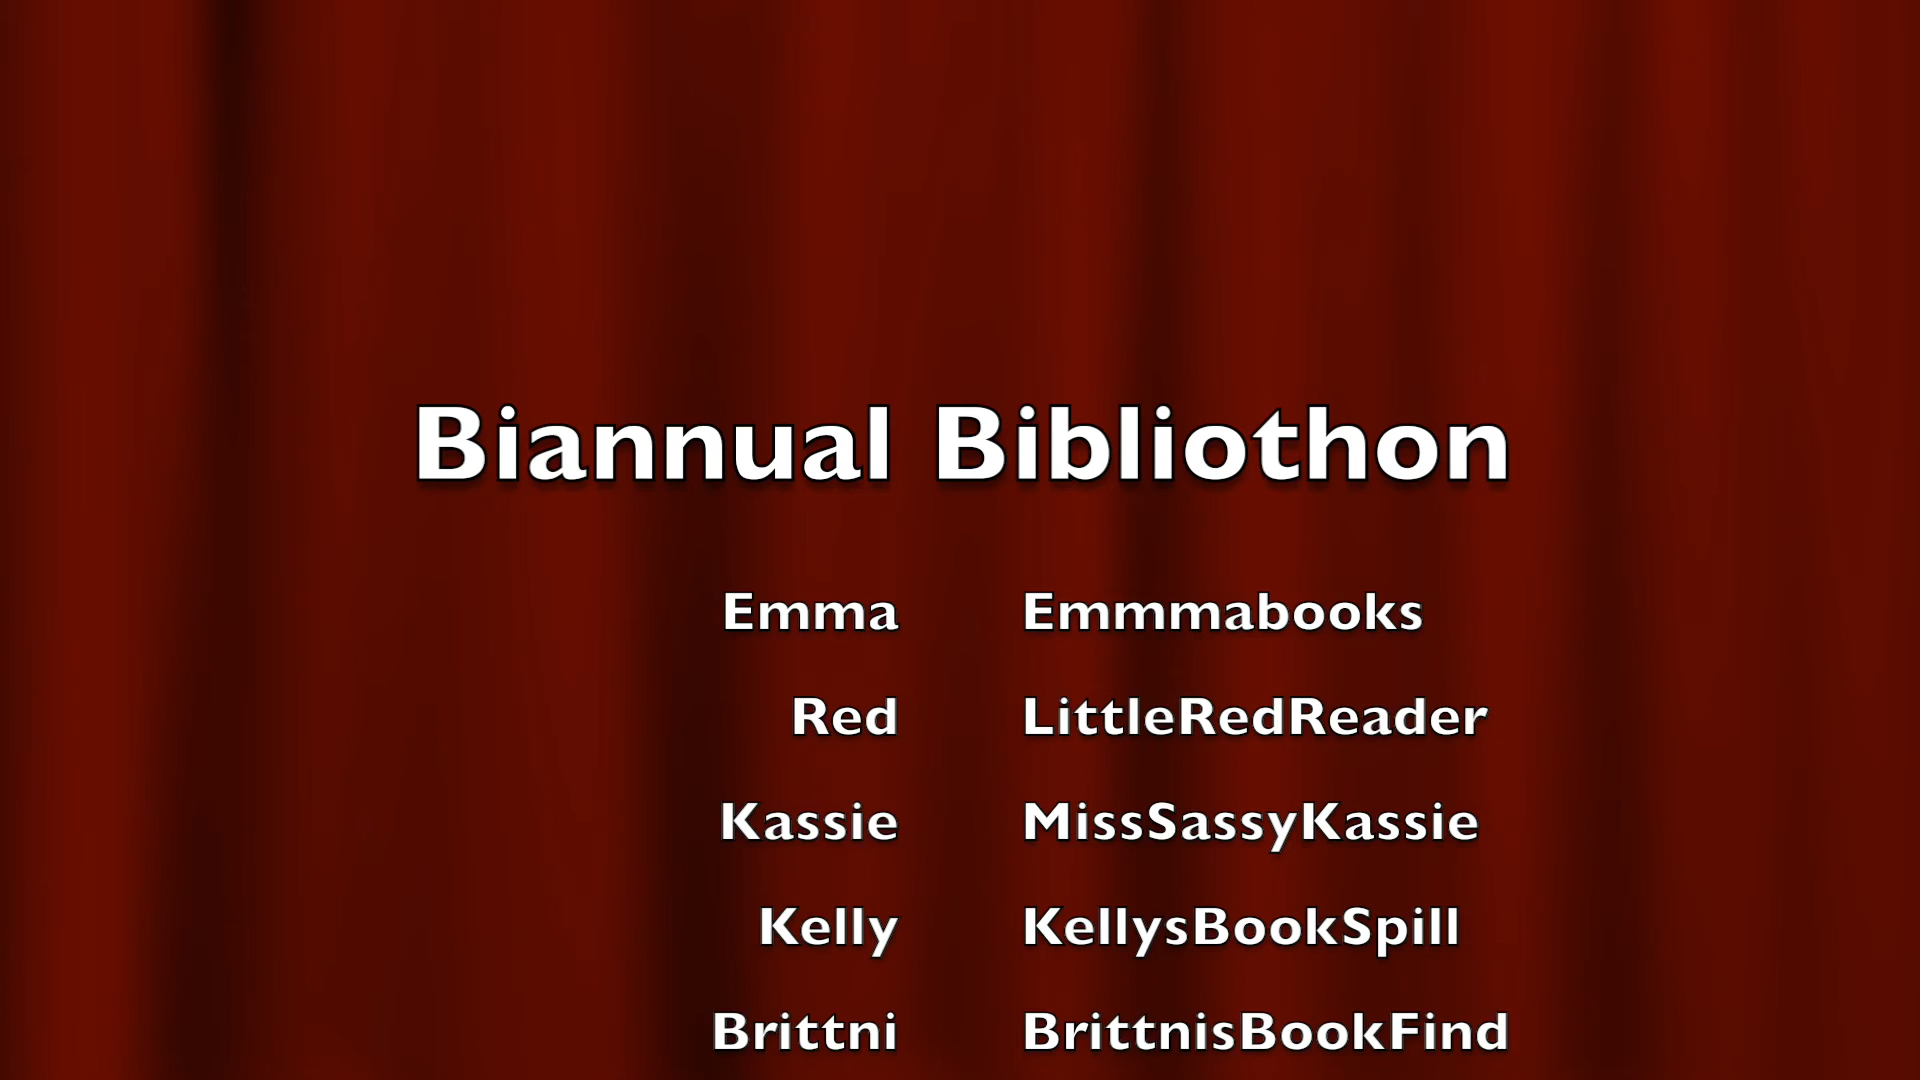 Biannual Bibliothon
Emma Emmmabooks
Red LittleRedReader
Kassie MissSassyKassie
Kelly KellysBookSpill
Brittni BrittnisBookFind